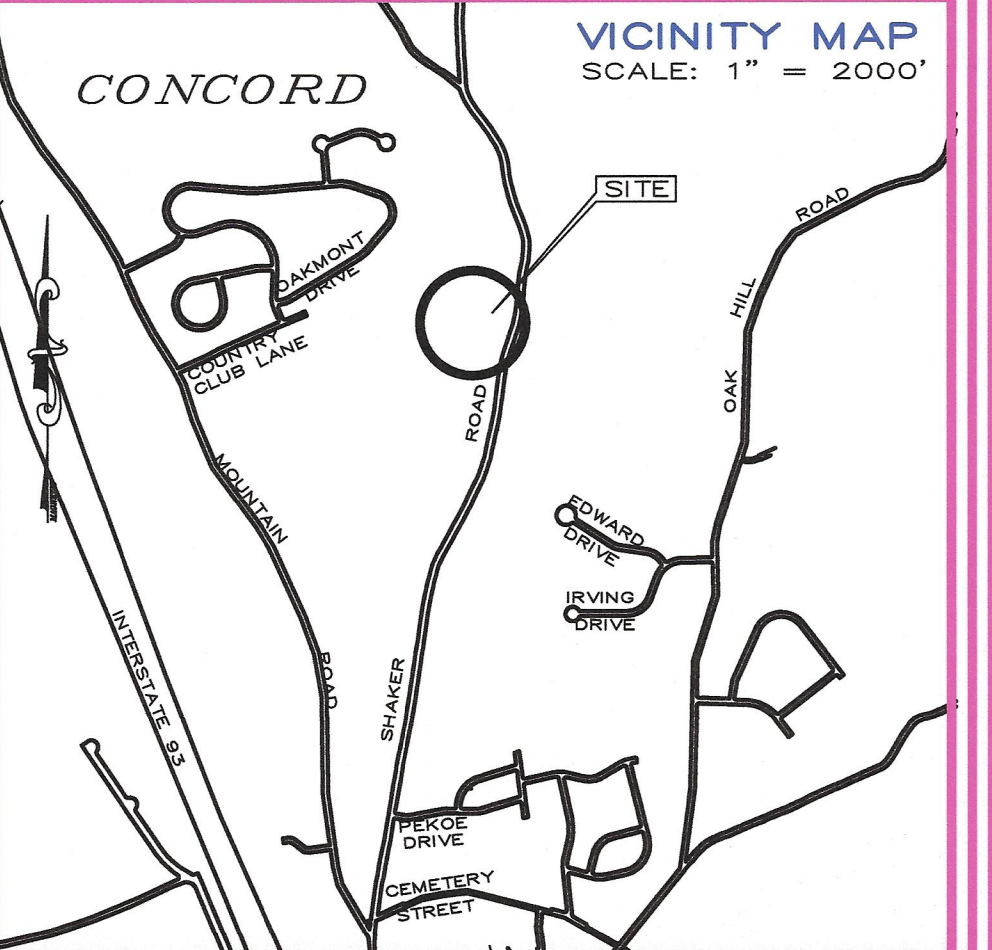 VICINITY MAP
SCALE: 1" = 2000'
CONCORD
SITE
ROAD
HILL
OAK
OAKMONT
DRIVE
COUNTRY
CLUB LANE
ROAD
MOUNTAIN
EDWARD
DRIVE
IRVING
DRIVE
INTERSTATE 93
ROAD
SHAKER
PEKOE
DRIVE
CEMETERY
STREET